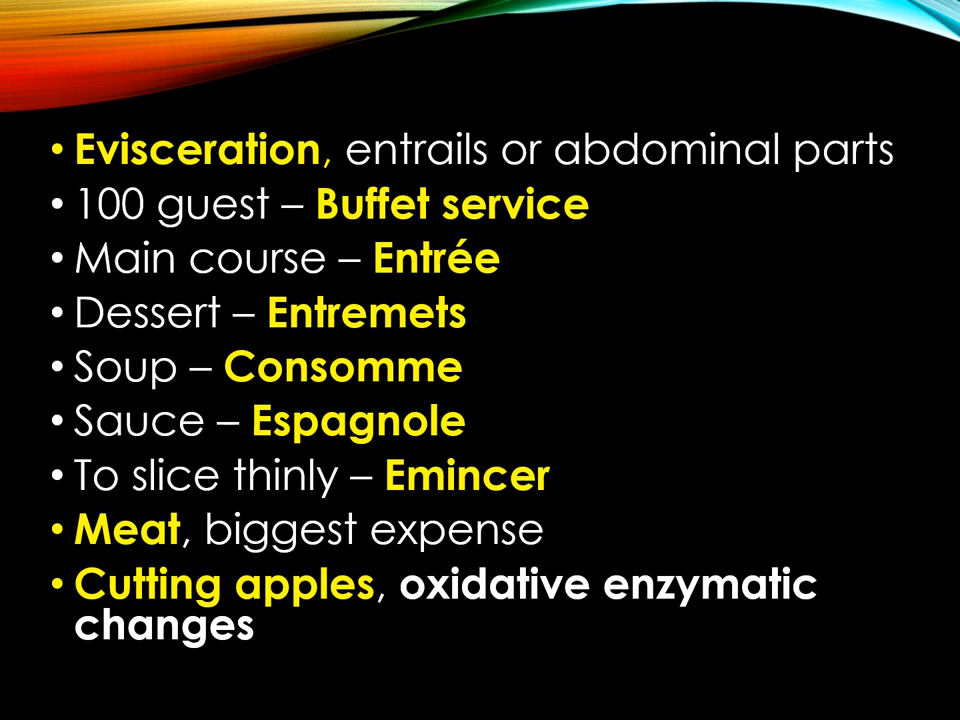 • Evisceration, entrails or abdominal parts
• 100 guest – Buffet service
• Main course – Entrée
• Dessert – Entremets
• Soup – Consomme
• Sauce – Espagnole
• To slice thinly – Emincer
• Meat, biggest expense
• Cutting apples, oxidative enzymatic
changes